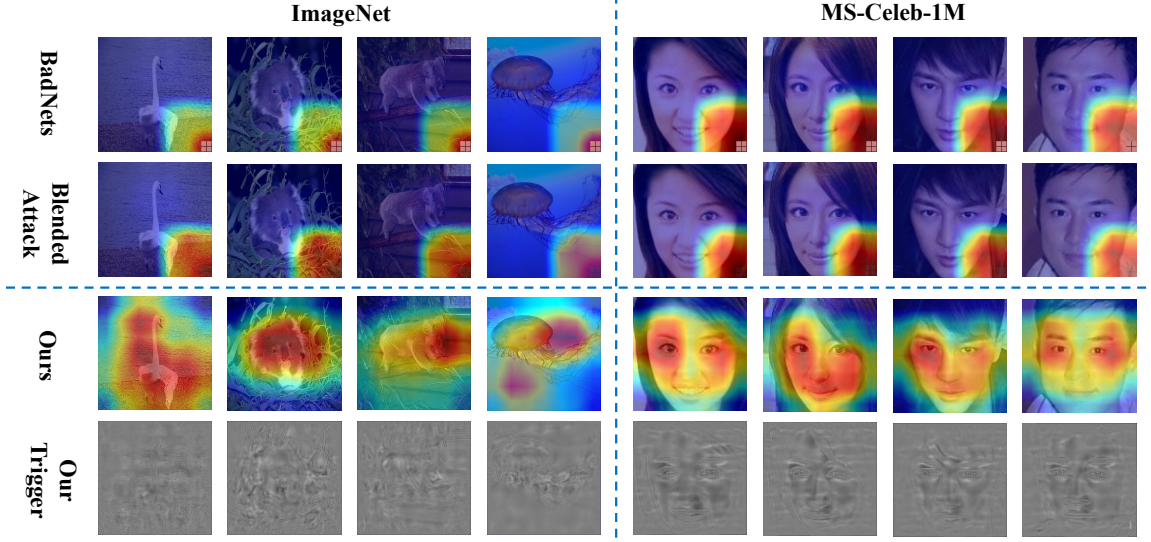 ImageNet
MS-Celeb-1M
BadNets
Blended
Attack
Ours
Our
Trigger